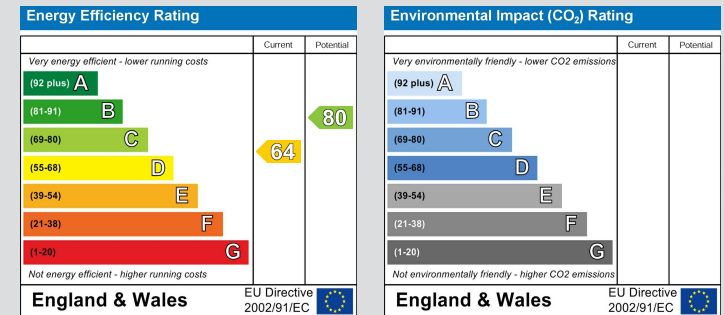 Energy Efficiency Rating
Current Potential
Very energy efficient - lower running costs
(92 plus) A
(81-91) B
80
(69-80) C
64
(55-68) D
(39-54) E
(21-38) F
(1-20) G
Not energy efficient - higher running costs
England & Wales
EU Directive
2002/91/EC
Environmental Impact (CO₂) Rating
Current Potential
Very environmentally friendly - lower CO2 emissions
(92 plus) A
(81-91) B
(69-80) C
(55-68) D
(39-54) E
(21-38) F
(1-20) G
Not environmentally friendly - higher CO2 emissions
England & Wales
EU Directive
2002/91/EC